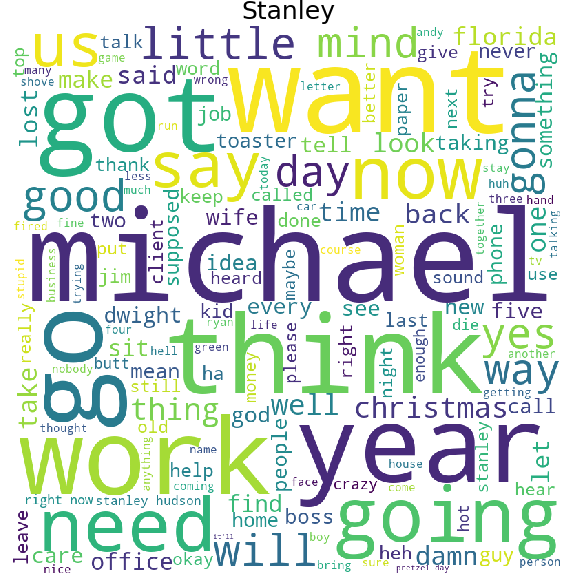 Stanley
us talk little mind florida andy
top many shove game make said word wrong give never
got want letter better paper next try something
lost job toaster tell look taking gonna
thank say run day now
good less much keep called today car stay huh three hand
supposed two wife done time back one talking
fired fine put client idea heard maybe woman sound phone together tv use
michael
stupid business trying jim course
go dwight kid every see new last five yes
really four sit hell ryan life please right die another
nobody butt mean ha green money night enough getting way
think
take thing still god well christmas call
thought old name people house
work year
anything help coming face crazy come stanley let
right now stanley hudson find home hot hear
need will boss boy going
leave care office okay it'll bring heh sure damn guy person
nice pretzel day